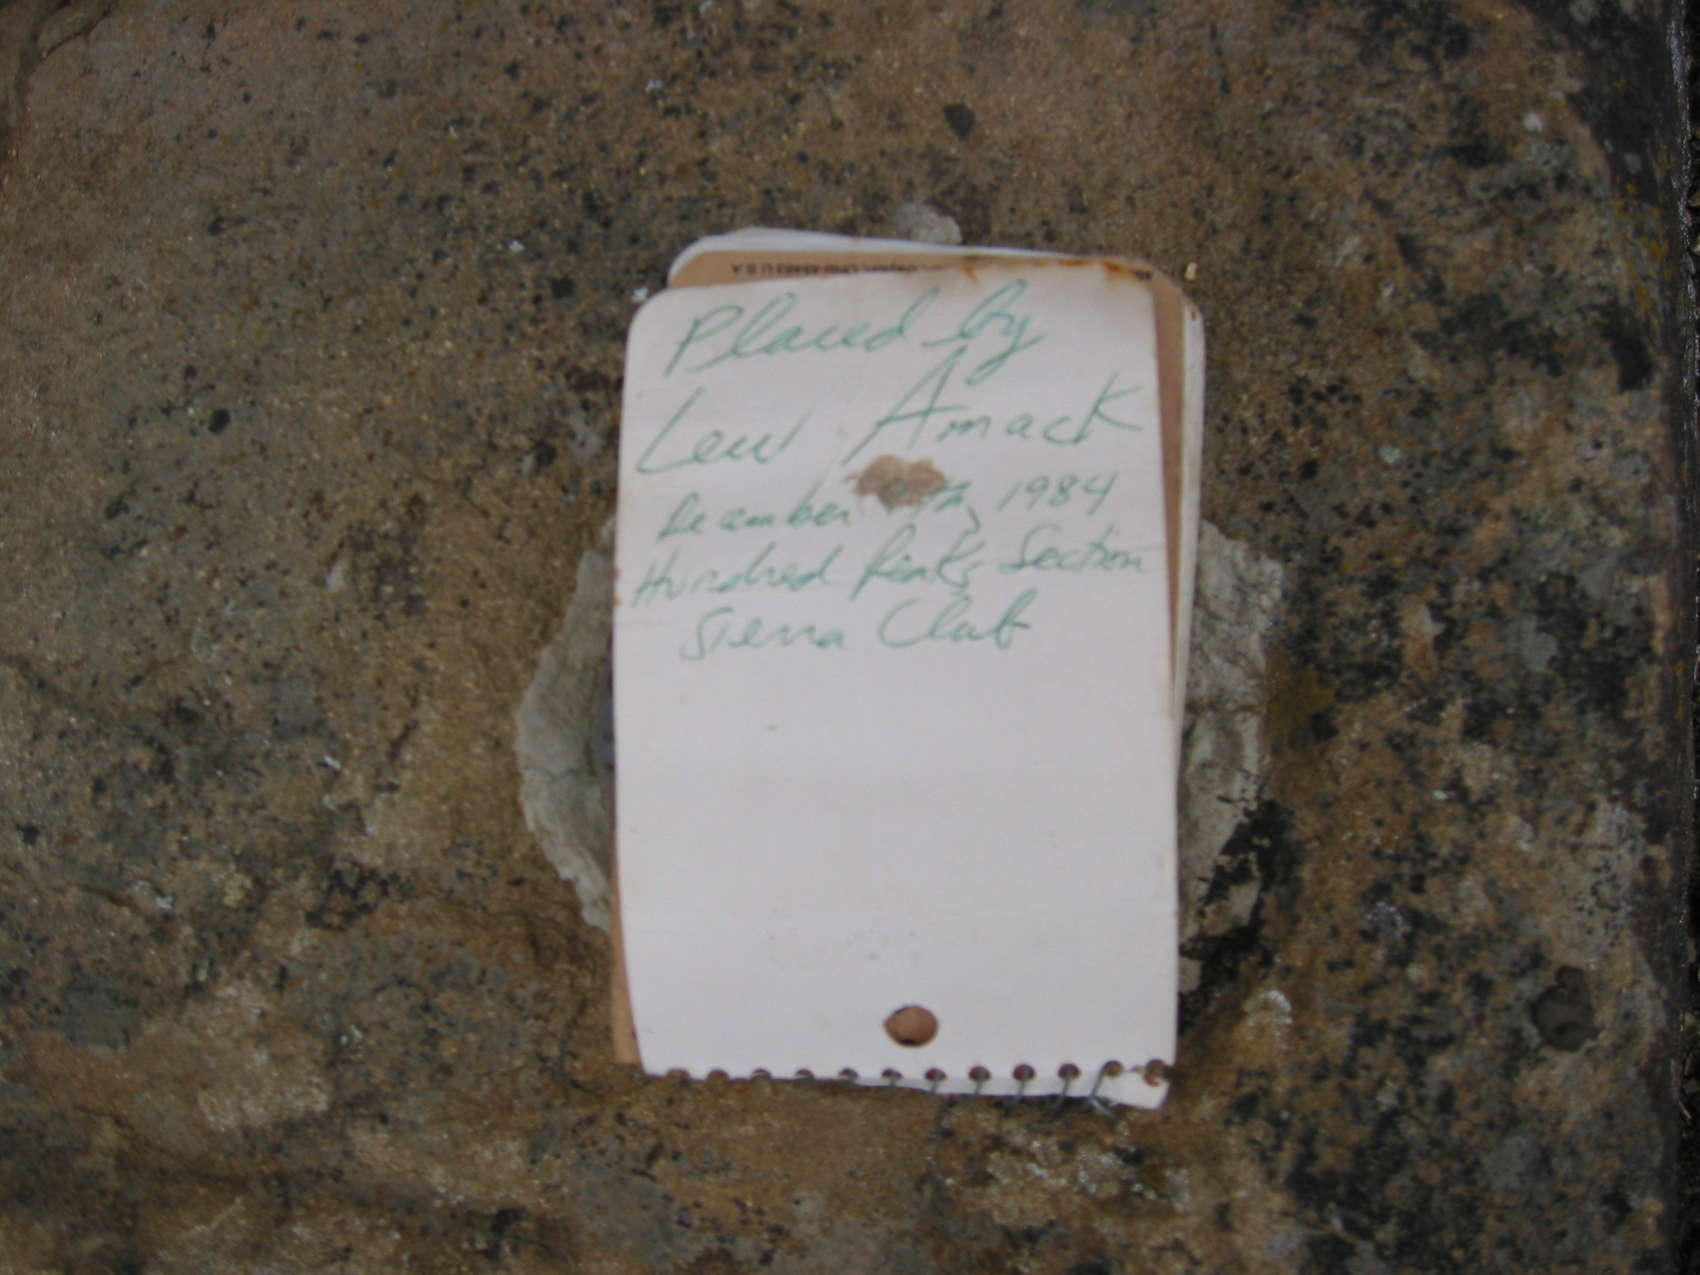 Placed by
Lew Amack
December 1984
Hundred Peaks Section
Sierra Club
U S A